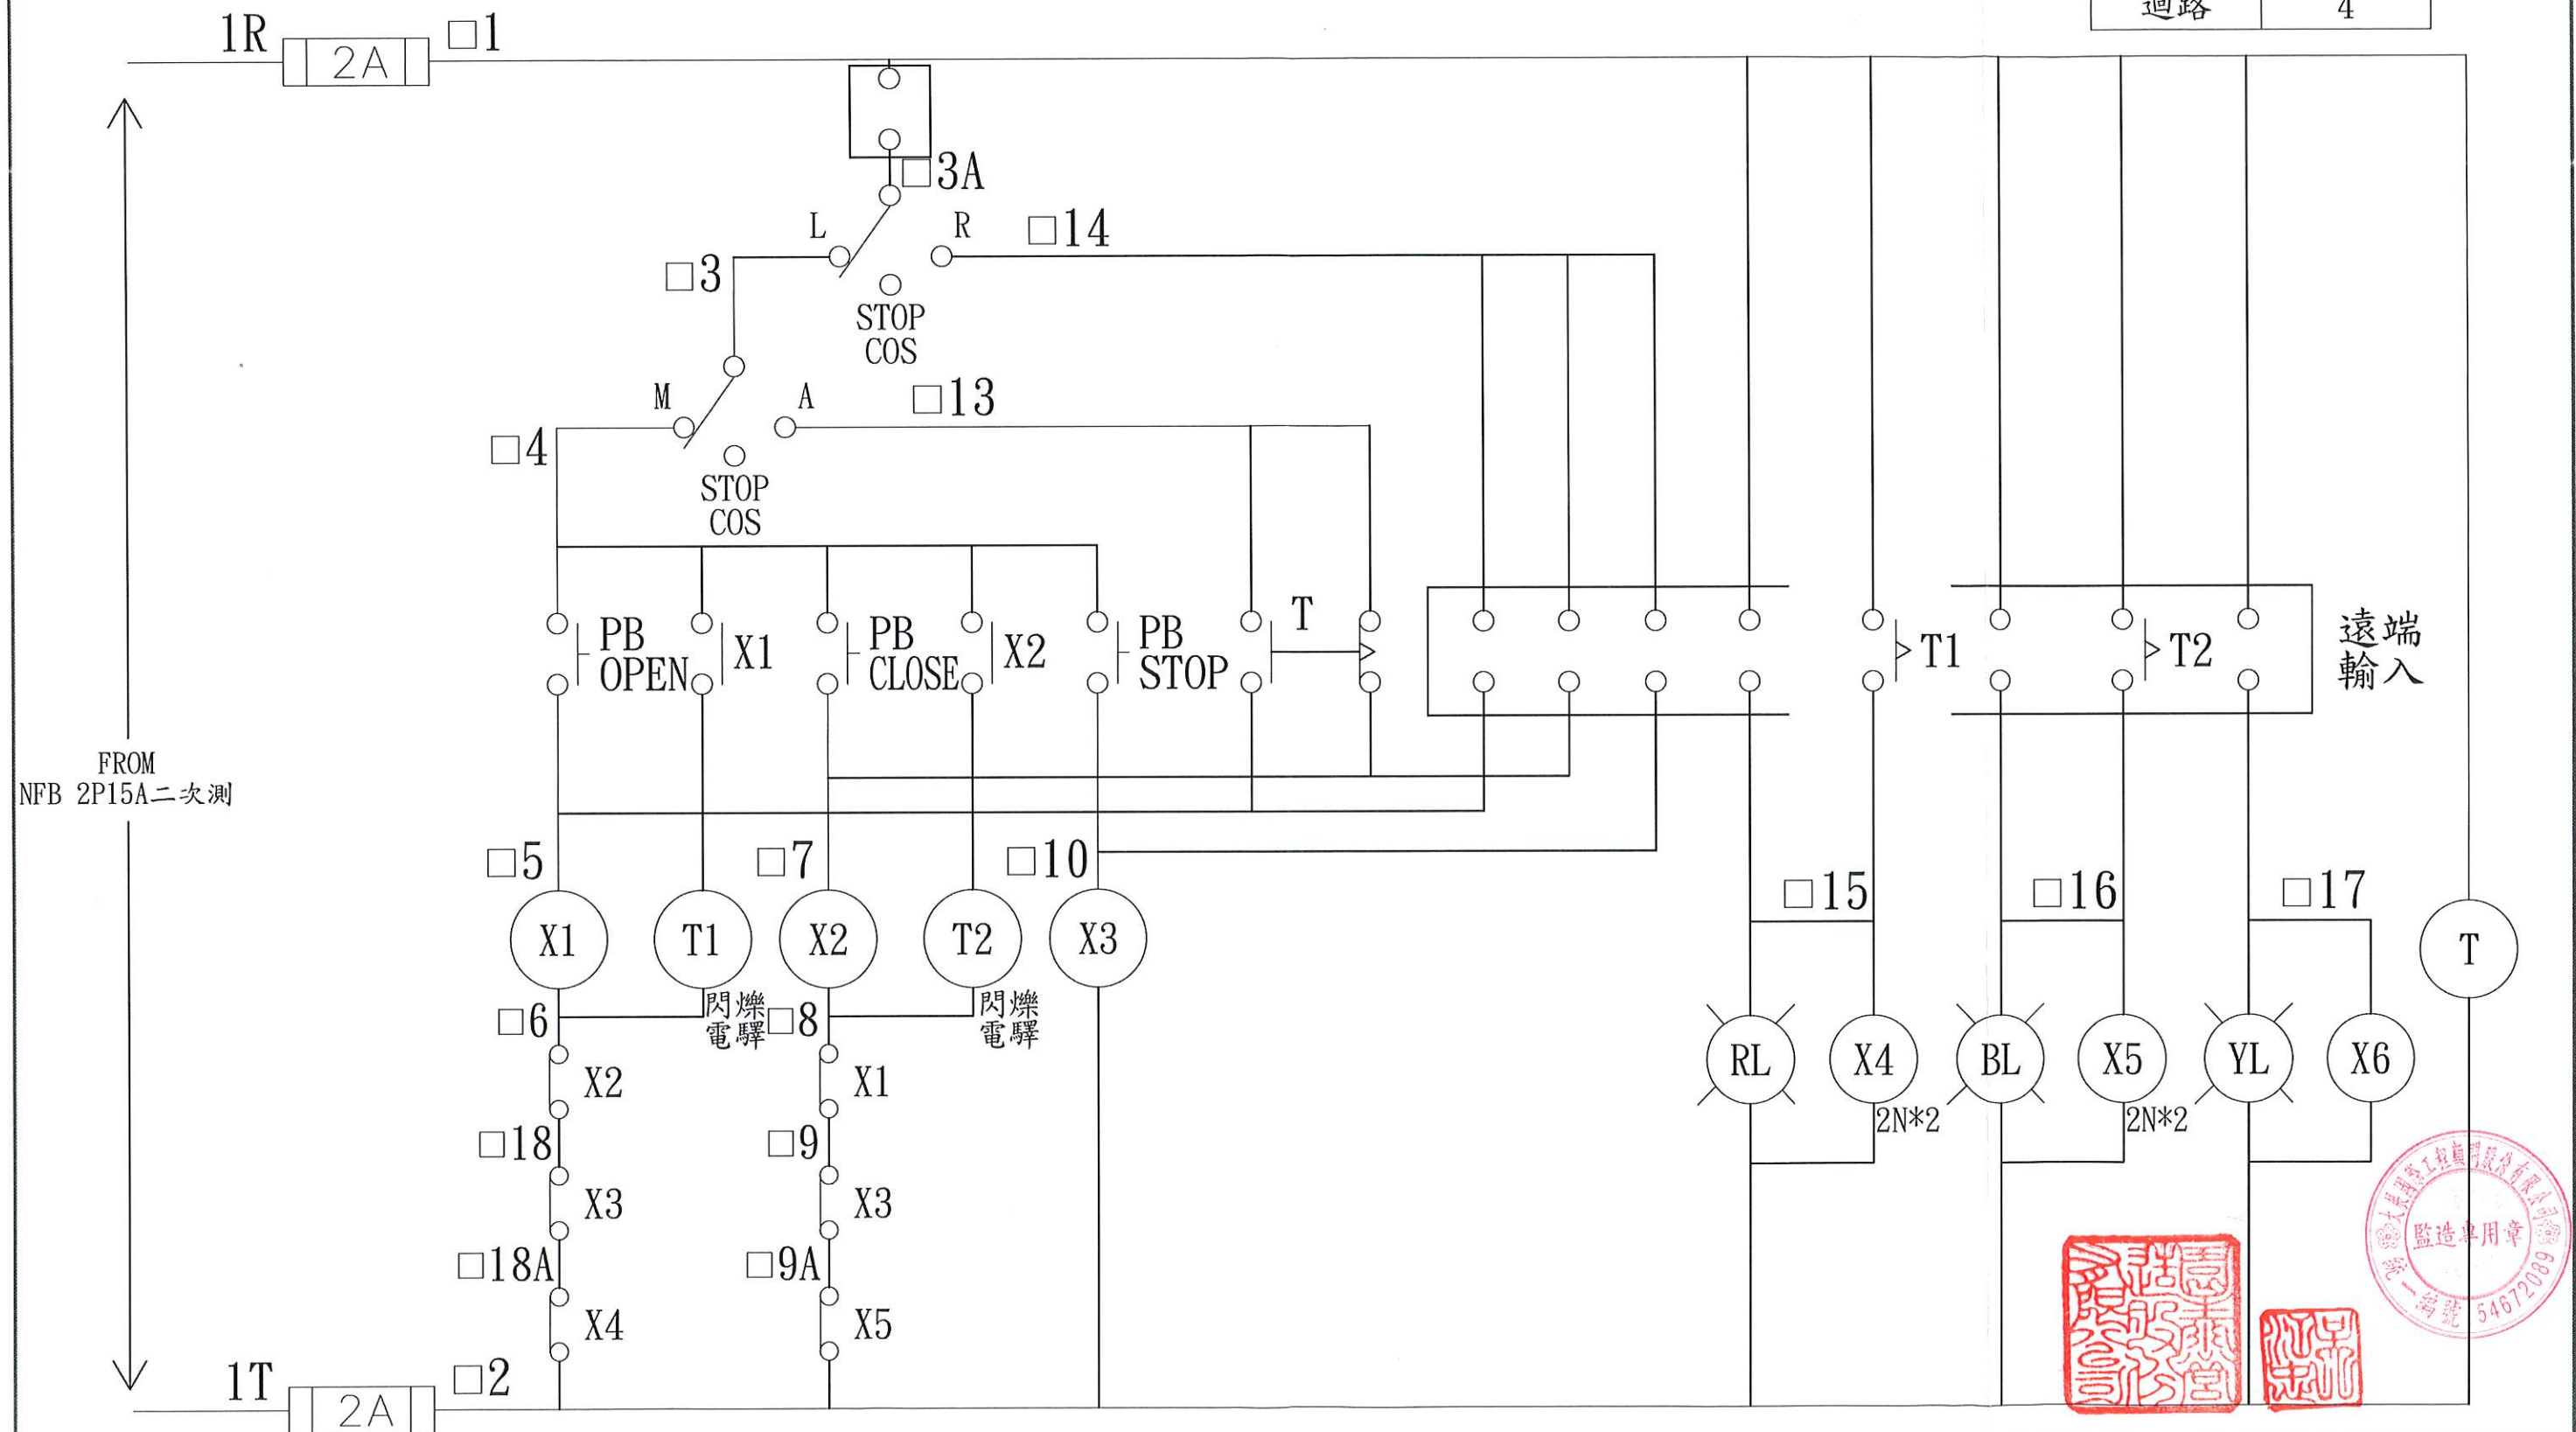 迴路 4
1R 2A □1
□3A
L R □14
□3
STOP
COS
M A □13
□4
STOP
COS
PB
OPEN
X1
PB
CLOSE
X2
PB
STOP
T
T1
T2
遠端
輸入
FROM
NFB 2P15A二次測
□5 □7 □10
□15 □16 □17
X1 T1 X2 T2 X3 T
閃爍
電驛
閃爍
電驛
□6 □8
RL X4 BL X5 YL X6
2N*2 2N*2
X2 X1
□18 □9
X3 X3
□18A □9A
X4 X5
1T 2A □2
監造專用章
54672089